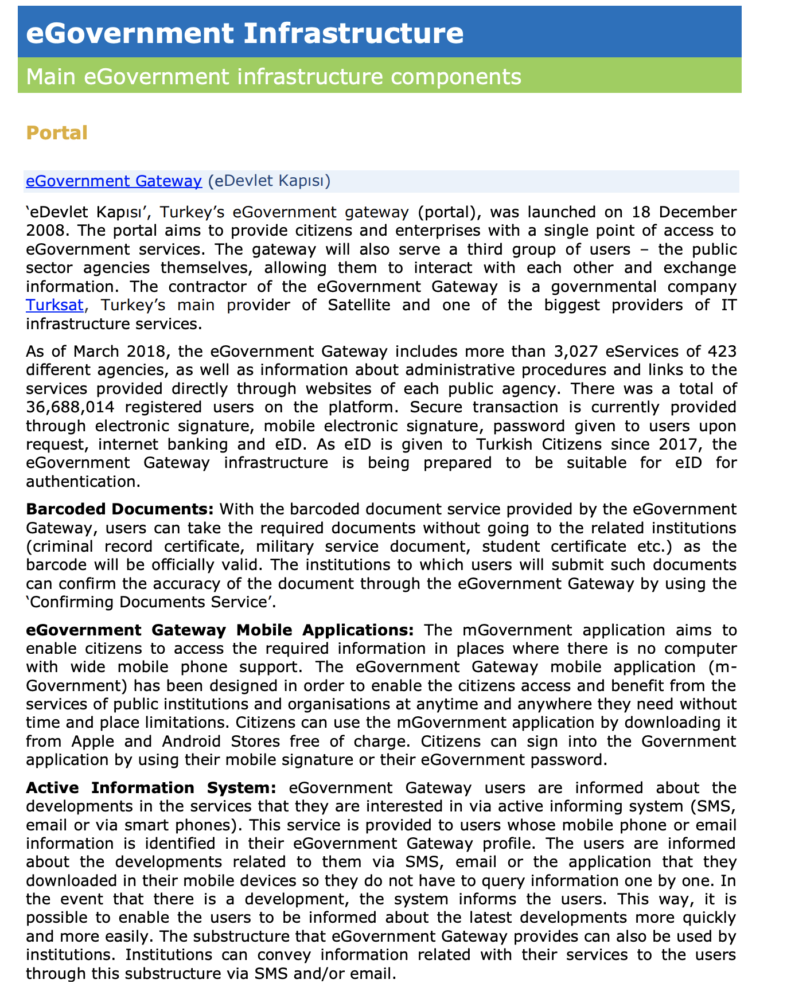 eGovernment Infrastructure
Main eGovernment infrastructure components
Portal
eGovernment Gateway (eDevlet Kapısı)
‘eDevlet Kapısı’, Turkey’s eGovernment gateway (portal), was launched on 18 December
2008. The portal aims to provide citizens and enterprises with a single point of access to
eGovernment services. The gateway will also serve a third group of users – the public
sector agencies themselves, allowing them to interact with each other and exchange
information. The contractor of the eGovernment Gateway is a governmental company
Turksat, Turkey’s main provider of Satellite and one of the biggest providers of IT
infrastructure services.
As of March 2018, the eGovernment Gateway includes more than 3,027 eServices of 423
different agencies, as well as information about administrative procedures and links to the
services provided directly through websites of each public agency. There was a total of
36,688,014 registered users on the platform. Secure transaction is currently provided
through electronic signature, mobile electronic signature, password given to users upon
request, internet banking and eID. As eID is given to Turkish Citizens since 2017, the
eGovernment Gateway infrastructure is being prepared to be suitable for eID for
authentication.
Barcoded Documents: With the barcoded document service provided by the eGovernment
Gateway, users can take the required documents without going to the related institutions
(criminal record certificate, military service document, student certificate etc.) as the
barcode will be officially valid. The institutions to which users will submit such documents
can confirm the accuracy of the document through the eGovernment Gateway by using the
‘Confirming Documents Service’.
eGovernment Gateway Mobile Applications: The mGovernment application aims to
enable citizens to access the required information in places where there is no computer
with wide mobile phone support. The eGovernment Gateway mobile application (m-
Government) has been designed in order to enable the citizens access and benefit from the
services of public institutions and organisations at anytime and anywhere they need without
time and place limitations. Citizens can use the mGovernment application by downloading it
from Apple and Android Stores free of charge. Citizens can sign into the Government
application by using their mobile signature or their eGovernment password.
Active Information System: eGovernment Gateway users are informed about the
developments in the services that they are interested in via active informing system (SMS,
email or via smart phones). This service is provided to users whose mobile phone or email
information is identified in their eGovernment Gateway profile. The users are informed
about the developments related to them via SMS, email or the application that they
downloaded in their mobile devices so they do not have to query information one by one. In
the event that there is a development, the system informs the users. This way, it is
possible to enable the users to be informed about the latest developments more quickly
and more easily. The substructure that eGovernment Gateway provides can also be used by
institutions. Institutions can convey information related with their services to the users
through this substructure via SMS and/or email.